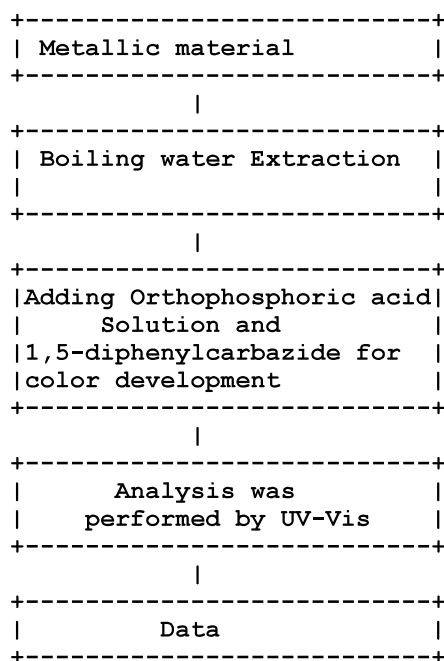 Metallic material
Boiling water Extraction
Adding Orthophosphoric acid
Solution and
1,5-diphenylcarbazide for
color development
Analysis was
performed by UV-Vis
Data